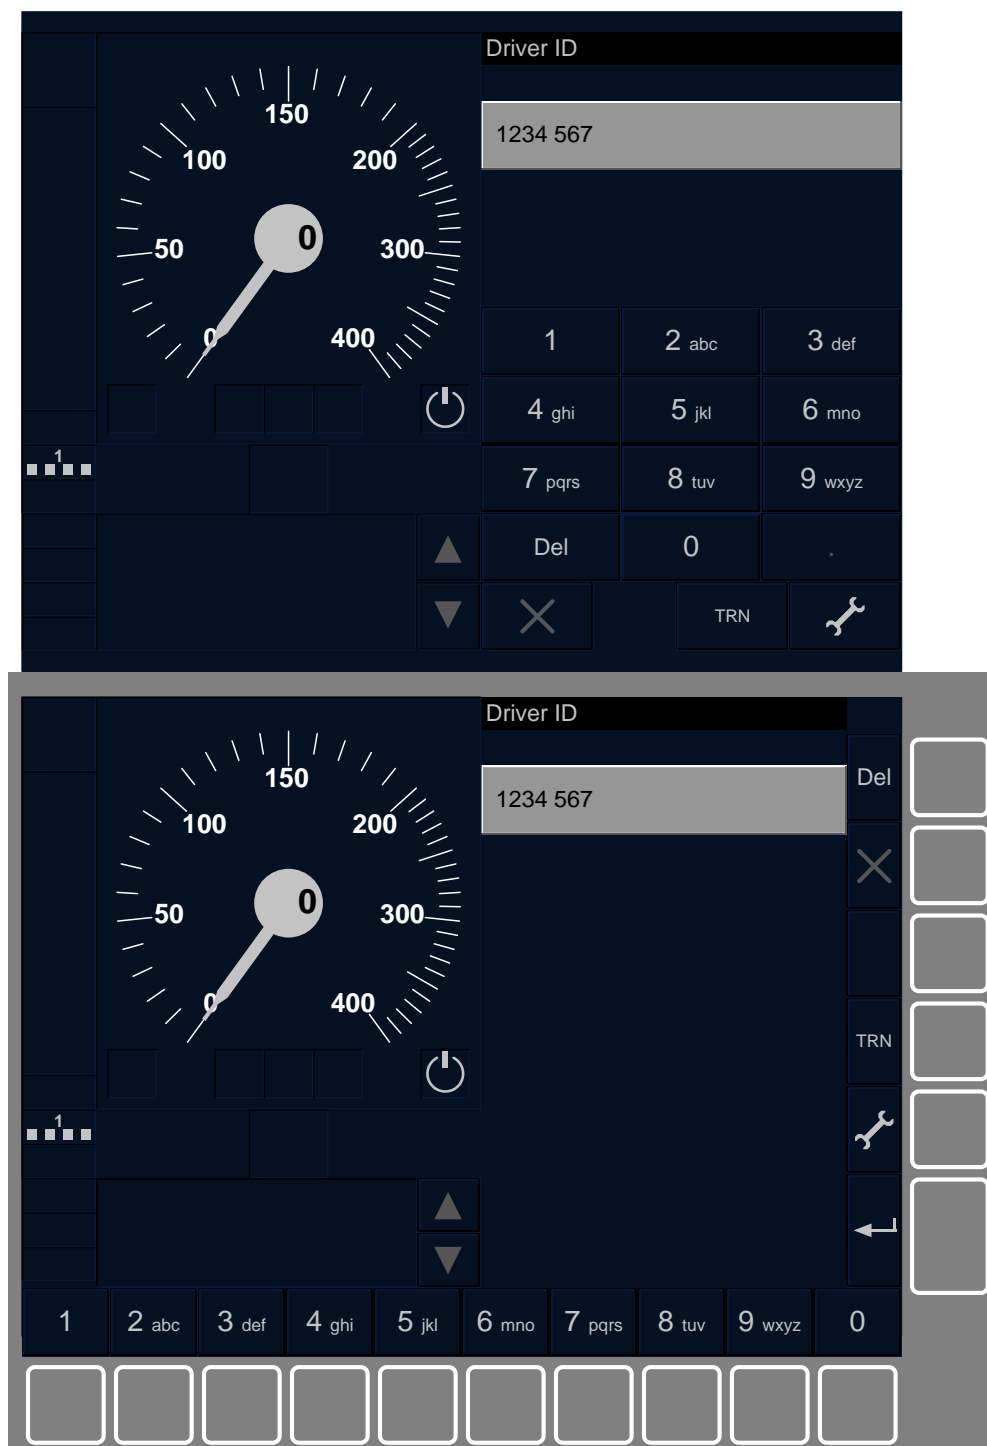 Driver ID
1234 567
150
100 200
50 0 300
0 400
1 2 abc 3 def
4 ghi 5 jkl 6 mno
1
7 pqrs 8 tuv 9 wxyz
Del 0 .
TRN
Driver ID
Del
1234 567
150
100 200
50 0 300
0 400
TRN
1
1 2 abc 3 def 4 ghi 5 jkl 6 mno 7 pqrs 8 tuv 9 wxyz 0